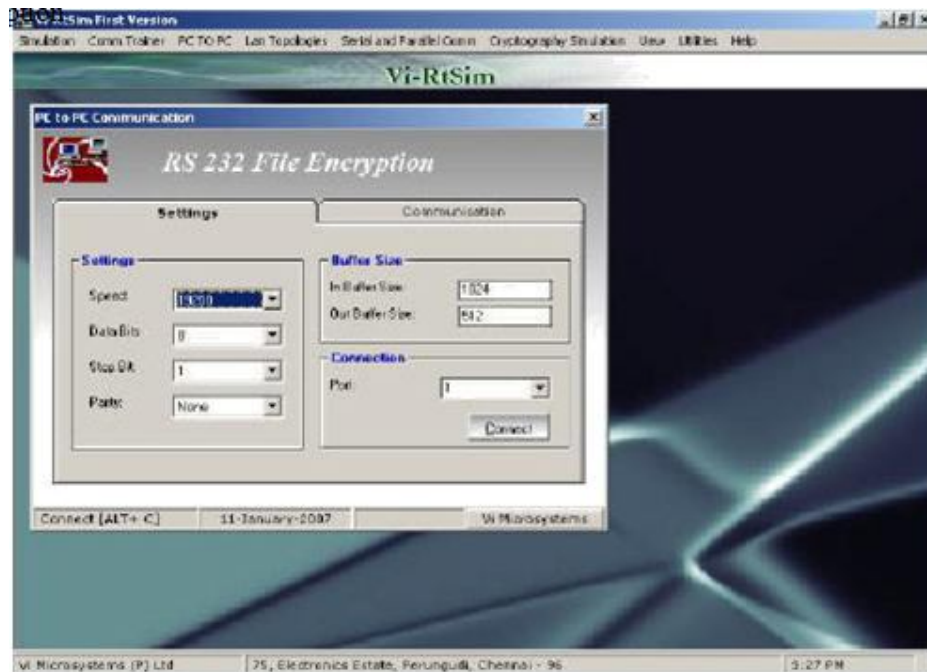 Vi-RtSim First Version
Simulation Comm Trainer PC TO PC Lan Topologies Serial and Parallel Comm Cryptography Simulation View Utilities Help
Vi-RtSim
PC to PC Communication
RS 232 File Encryption
Settings Communication
Settings
Speed 19200
Data Bits 8
Stop Bit 1
Parity: None
Buffer Size
In Buffer Size: 1024
Out Buffer Size: 512
Connection
Port 1
Connect
Connect [ALT+ C] 11-January-2007 Vi Microsystems
Vi Microsystems (P) Ltd 75, Electronics Estate, Perungudi, Chennai - 96 5:27 PM